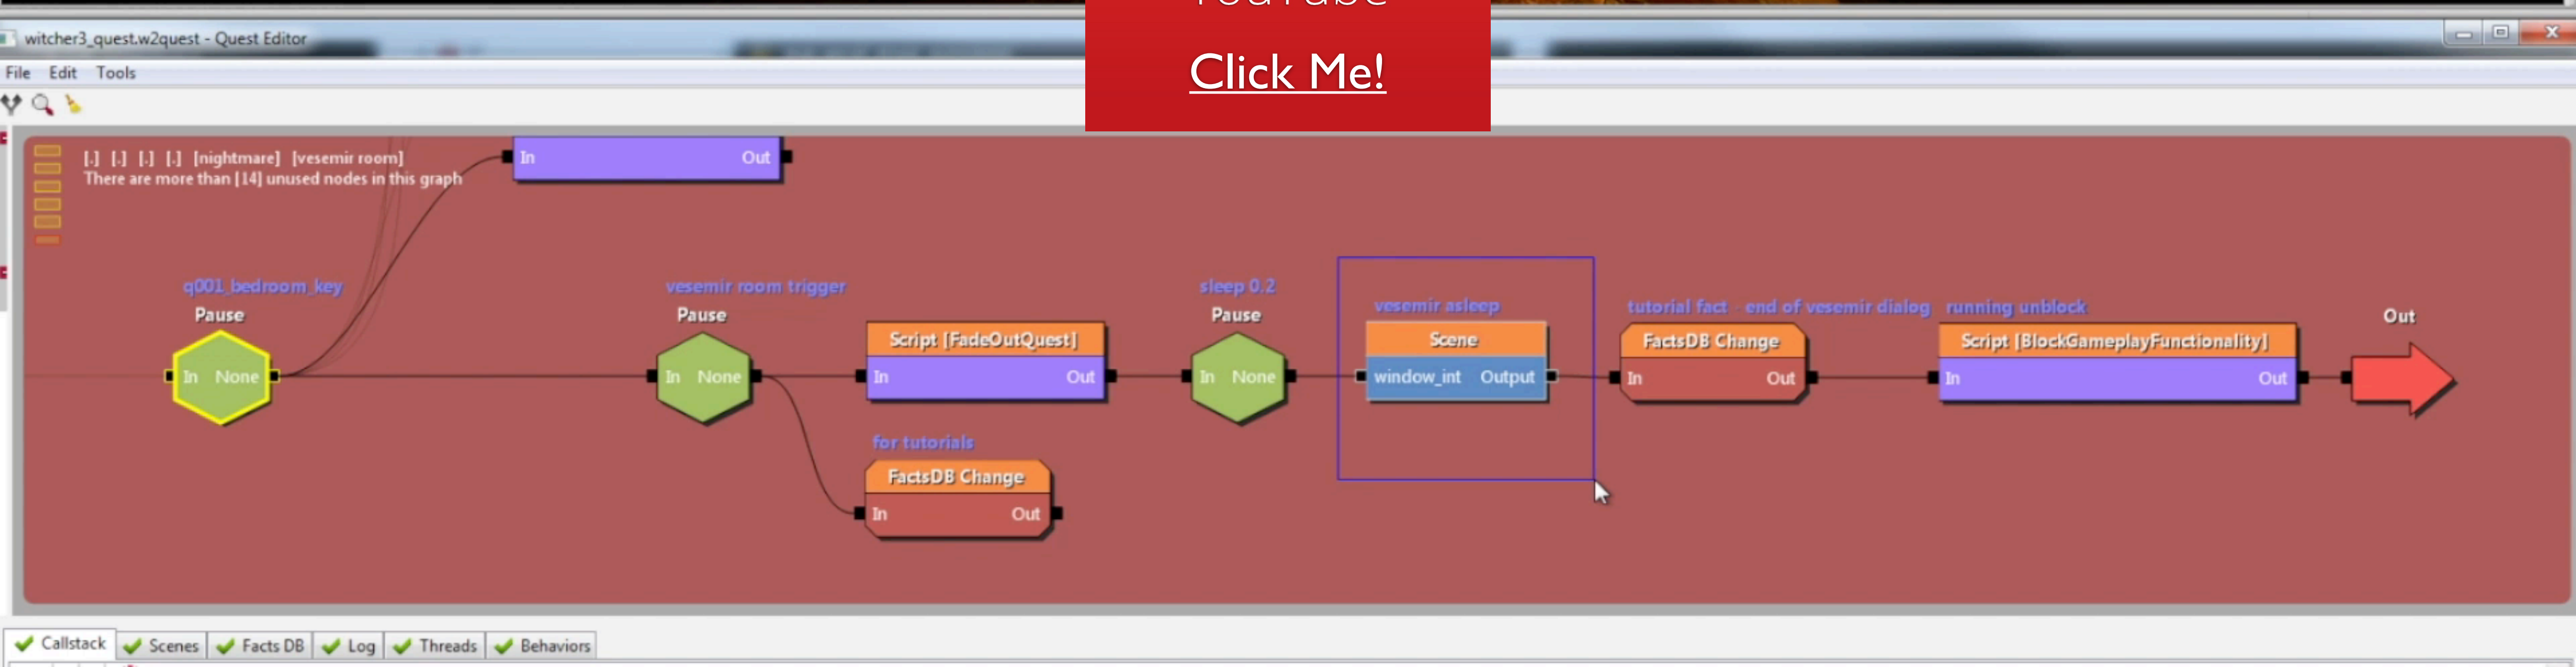 YouTube
witcher3_quest.w2quest - Quest Editor
Click Me!
File Edit Tools
[.] [.] [.] [.] [nightmare] [vesemir room]
There are more than [14] unused nodes in this graph
In Out
q001_bedroom_key
Pause
In None
vesemir room trigger
Pause
In None
Script [FadeOutQuest]
In Out
for tutorials
FactsDB Change
In Out
sleep 0.2
Pause
In None
vesemir asleep
Scene
window_int Output
tutorial fact - end of vesemir dialog
FactsDB Change
In Out
running unblock
Script [BlockGameplayFunctionality]
In Out
Out
Callstack Scenes Facts DB Log Threads Behaviors